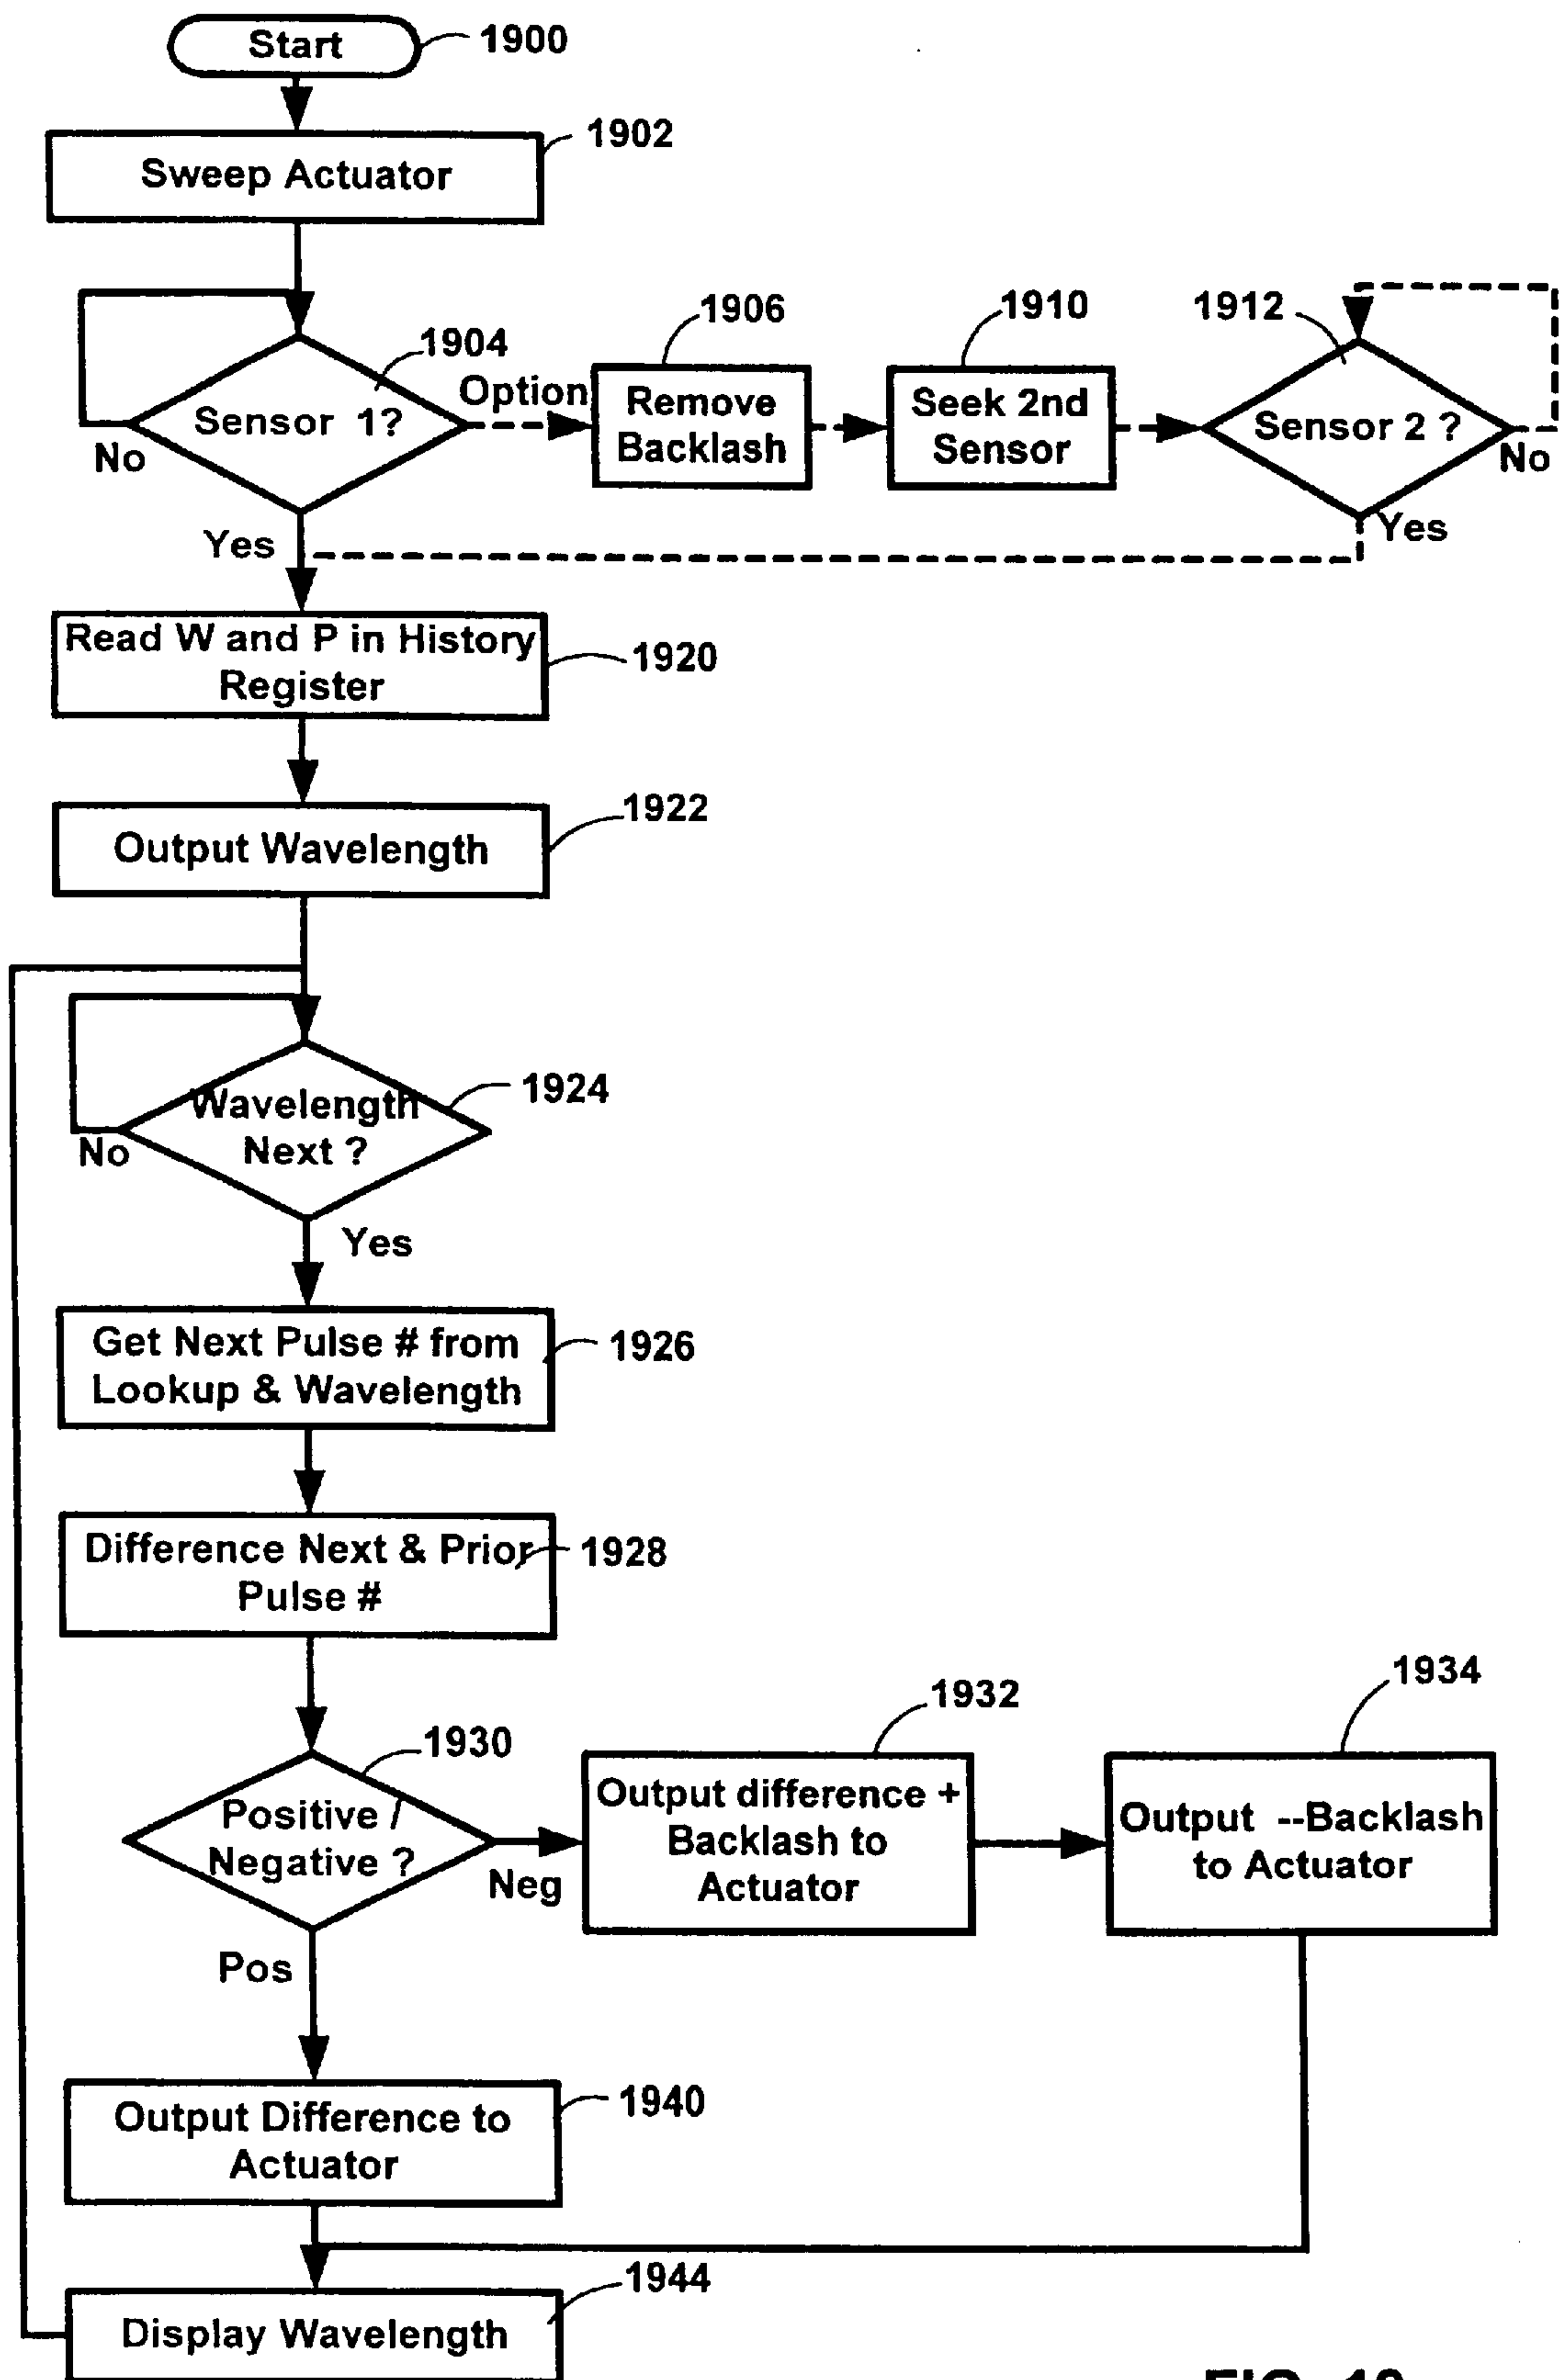 Start
1900
1902
Sweep Actuator
1906
1910
1912
1904
Option
Sensor 1?
Remove
Backlash
Seek 2nd
Sensor
Sensor 2 ?
No
No
Yes
Yes
Read W and P in History
Register
1920
1922
Output Wavelength
1924
Wavelength
Next ?
No
Yes
Get Next Pulse # from
Lookup & Wavelength
1926
Difference Next & Prior
Pulse #
1928
1930
1932
1934
Positive /
Negative ?
Neg
Output difference +
Backlash to
Actuator
Output --Backlash
to Actuator
Pos
Output Difference to
Actuator
1940
1944
Display Wavelength